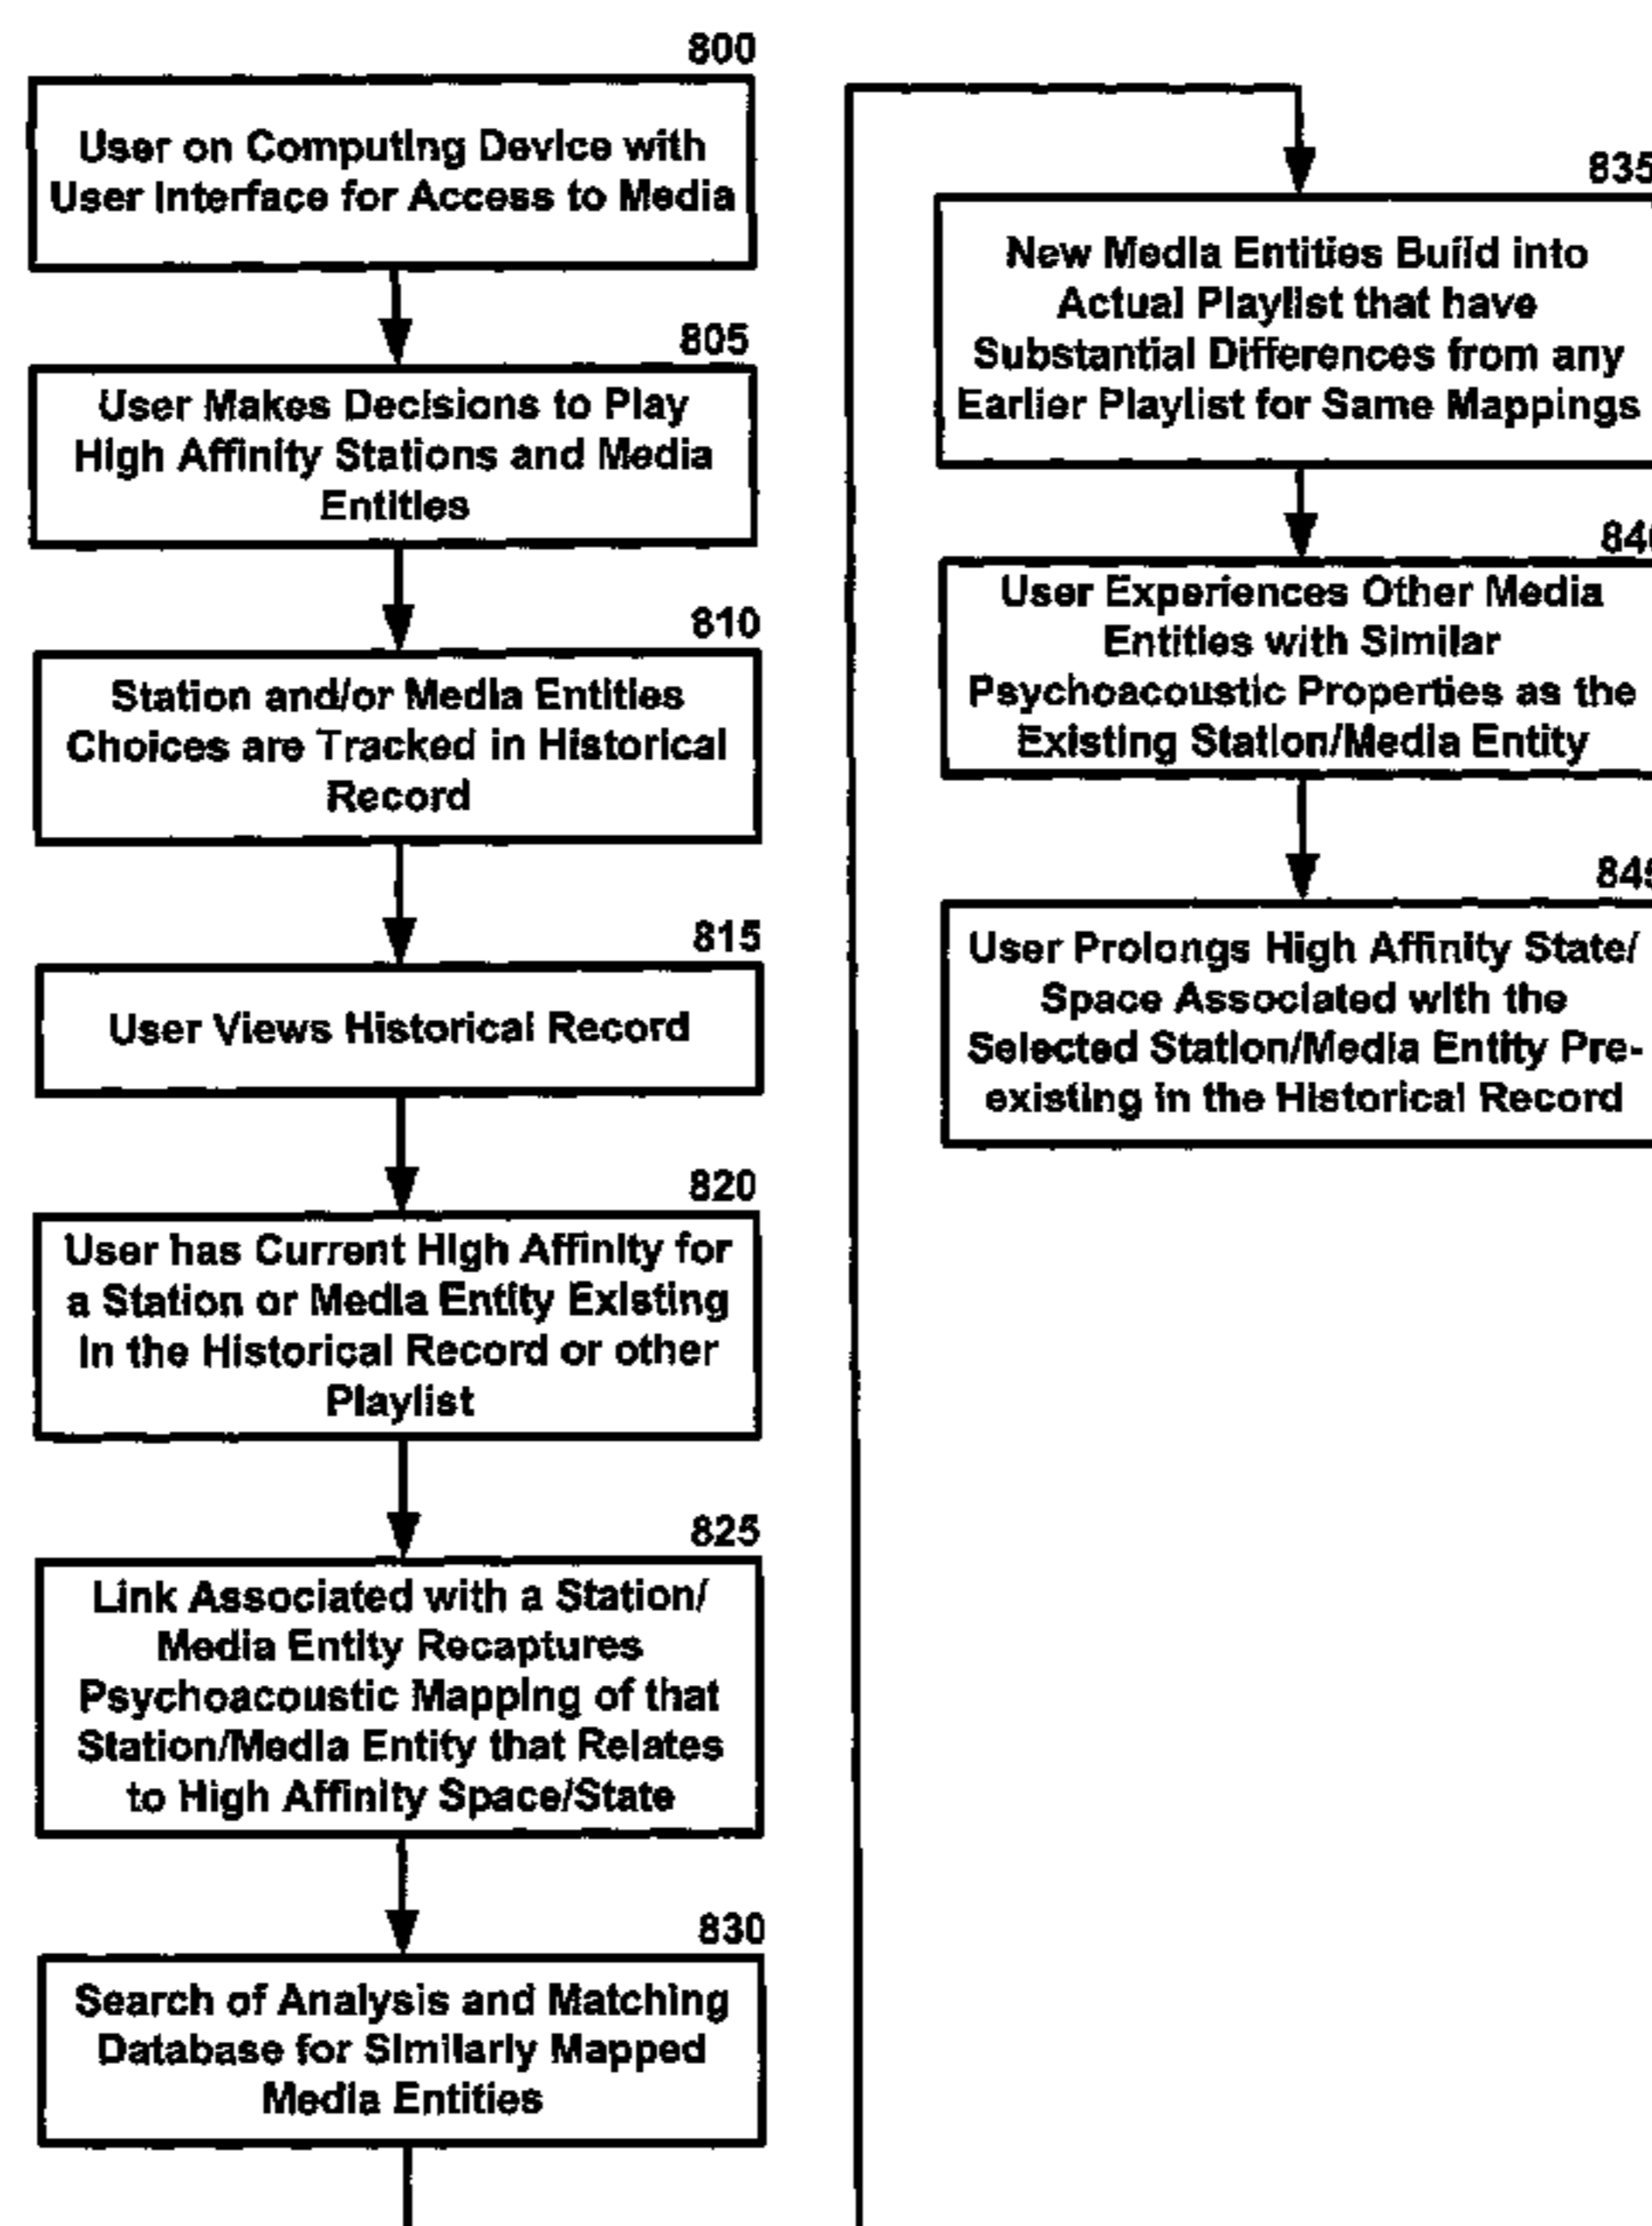 800
User on Computing Device with
User Interface for Access to Media
805
User Makes Decisions to Play
High Affinity Stations and Media
Entities
810
Station and/or Media Entities
Choices are Tracked in Historical
Record
815
User Views Historical Record
820
User has Current High Affinity for
a Station or Media Entity Existing
in the Historical Record or other
Playlist
825
Link Associated with a Station/
Media Entity Recaptures
Psychoacoustic Mapping of that
Station/Media Entity that Relates
to High Affinity Space/State
830
Search of Analysis and Matching
Database for Similarly Mapped
Media Entities
835
New Media Entities Build into
Actual Playlist that have
Substantial Differences from any
Earlier Playlist for Same Mappings
User Experiences Other Media
Entities with Similar
Psychoacoustic Properties as the
Existing Station/Media Entity
User Prolongs High Affinity State/
Space Associated with the
Selected Station/Media Entity Pre-
existing in the Historical Record